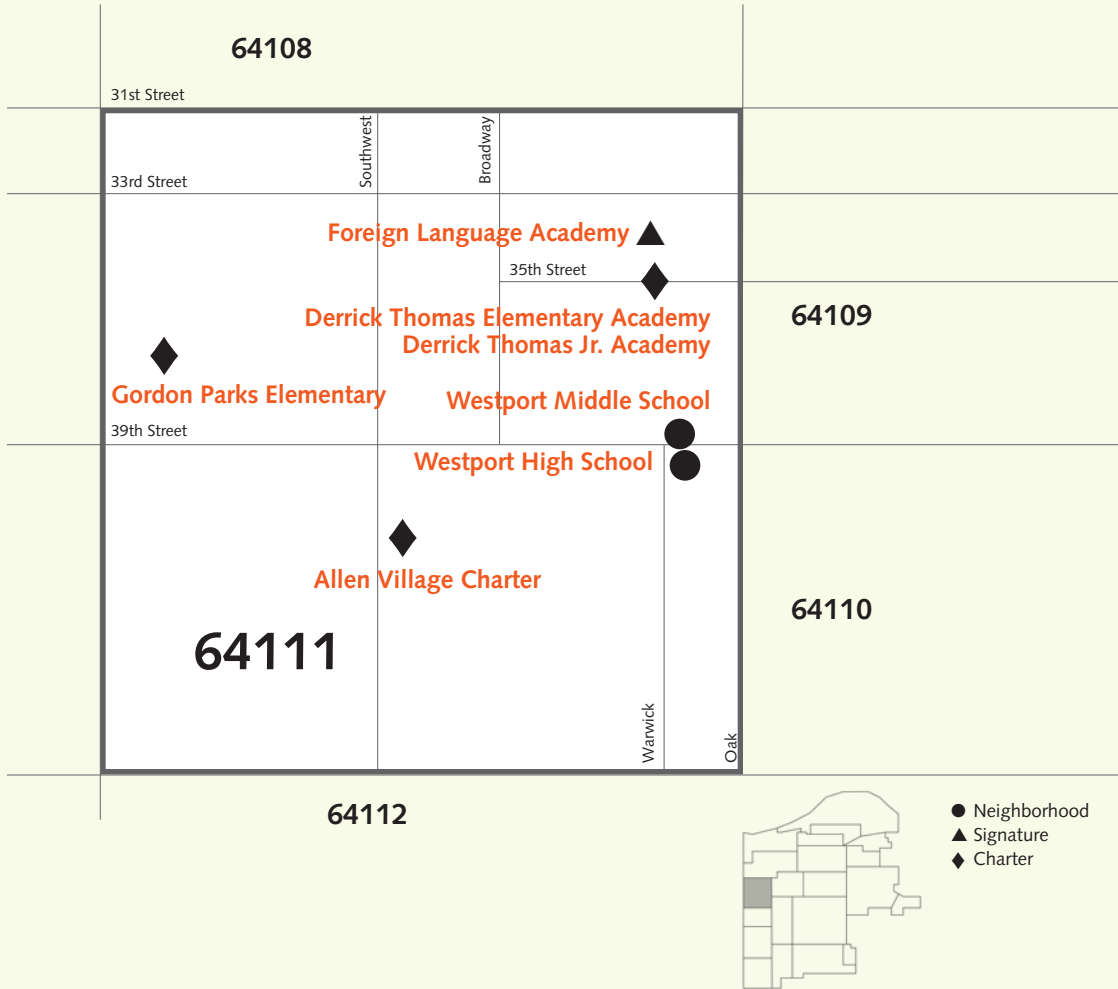 64108
31st Street
Southwest
Broadway
33rd Street
Foreign Language Academy
35th Street
64109
Derrick Thomas Elementary Academy
Derrick Thomas Jr. Academy
Gordon Parks Elementary
Westport Middle School
39th Street
Westport High School
Allen Village Charter
64110
64111
Warwick
Oak
64112
Neighborhood
Signature
Charter